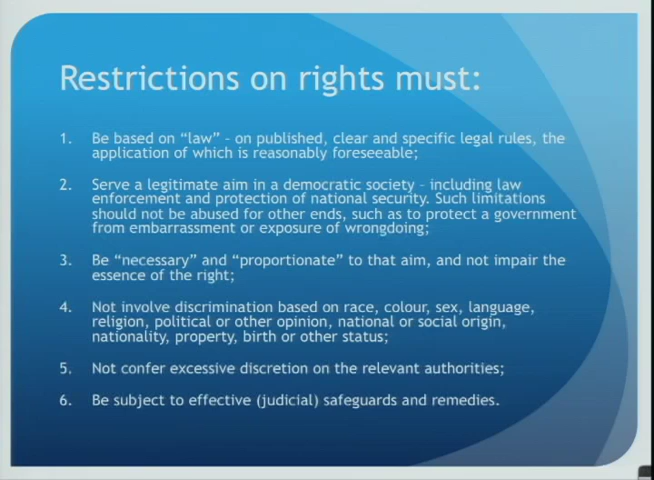 Restrictions on rights must:
1. Be based on “law” – on published, clear and specific legal rules, the
application of which is reasonably foreseeable;
2. Serve a legitimate aim in a democratic society – including law
enforcement and protection of national security. Such limitations
should not be abused for other ends, such as to protect a government
from embarrassment or exposure of wrongdoing;
3. Be “necessary” and “proportionate” to that aim, and not impair the
essence of the right;
4. Not involve discrimination based on race, colour, sex, language,
religion, political or other opinion, national or social origin,
nationality, property, birth or other status;
5. Not confer excessive discretion on the relevant authorities;
6. Be subject to effective (judicial) safeguards and remedies.